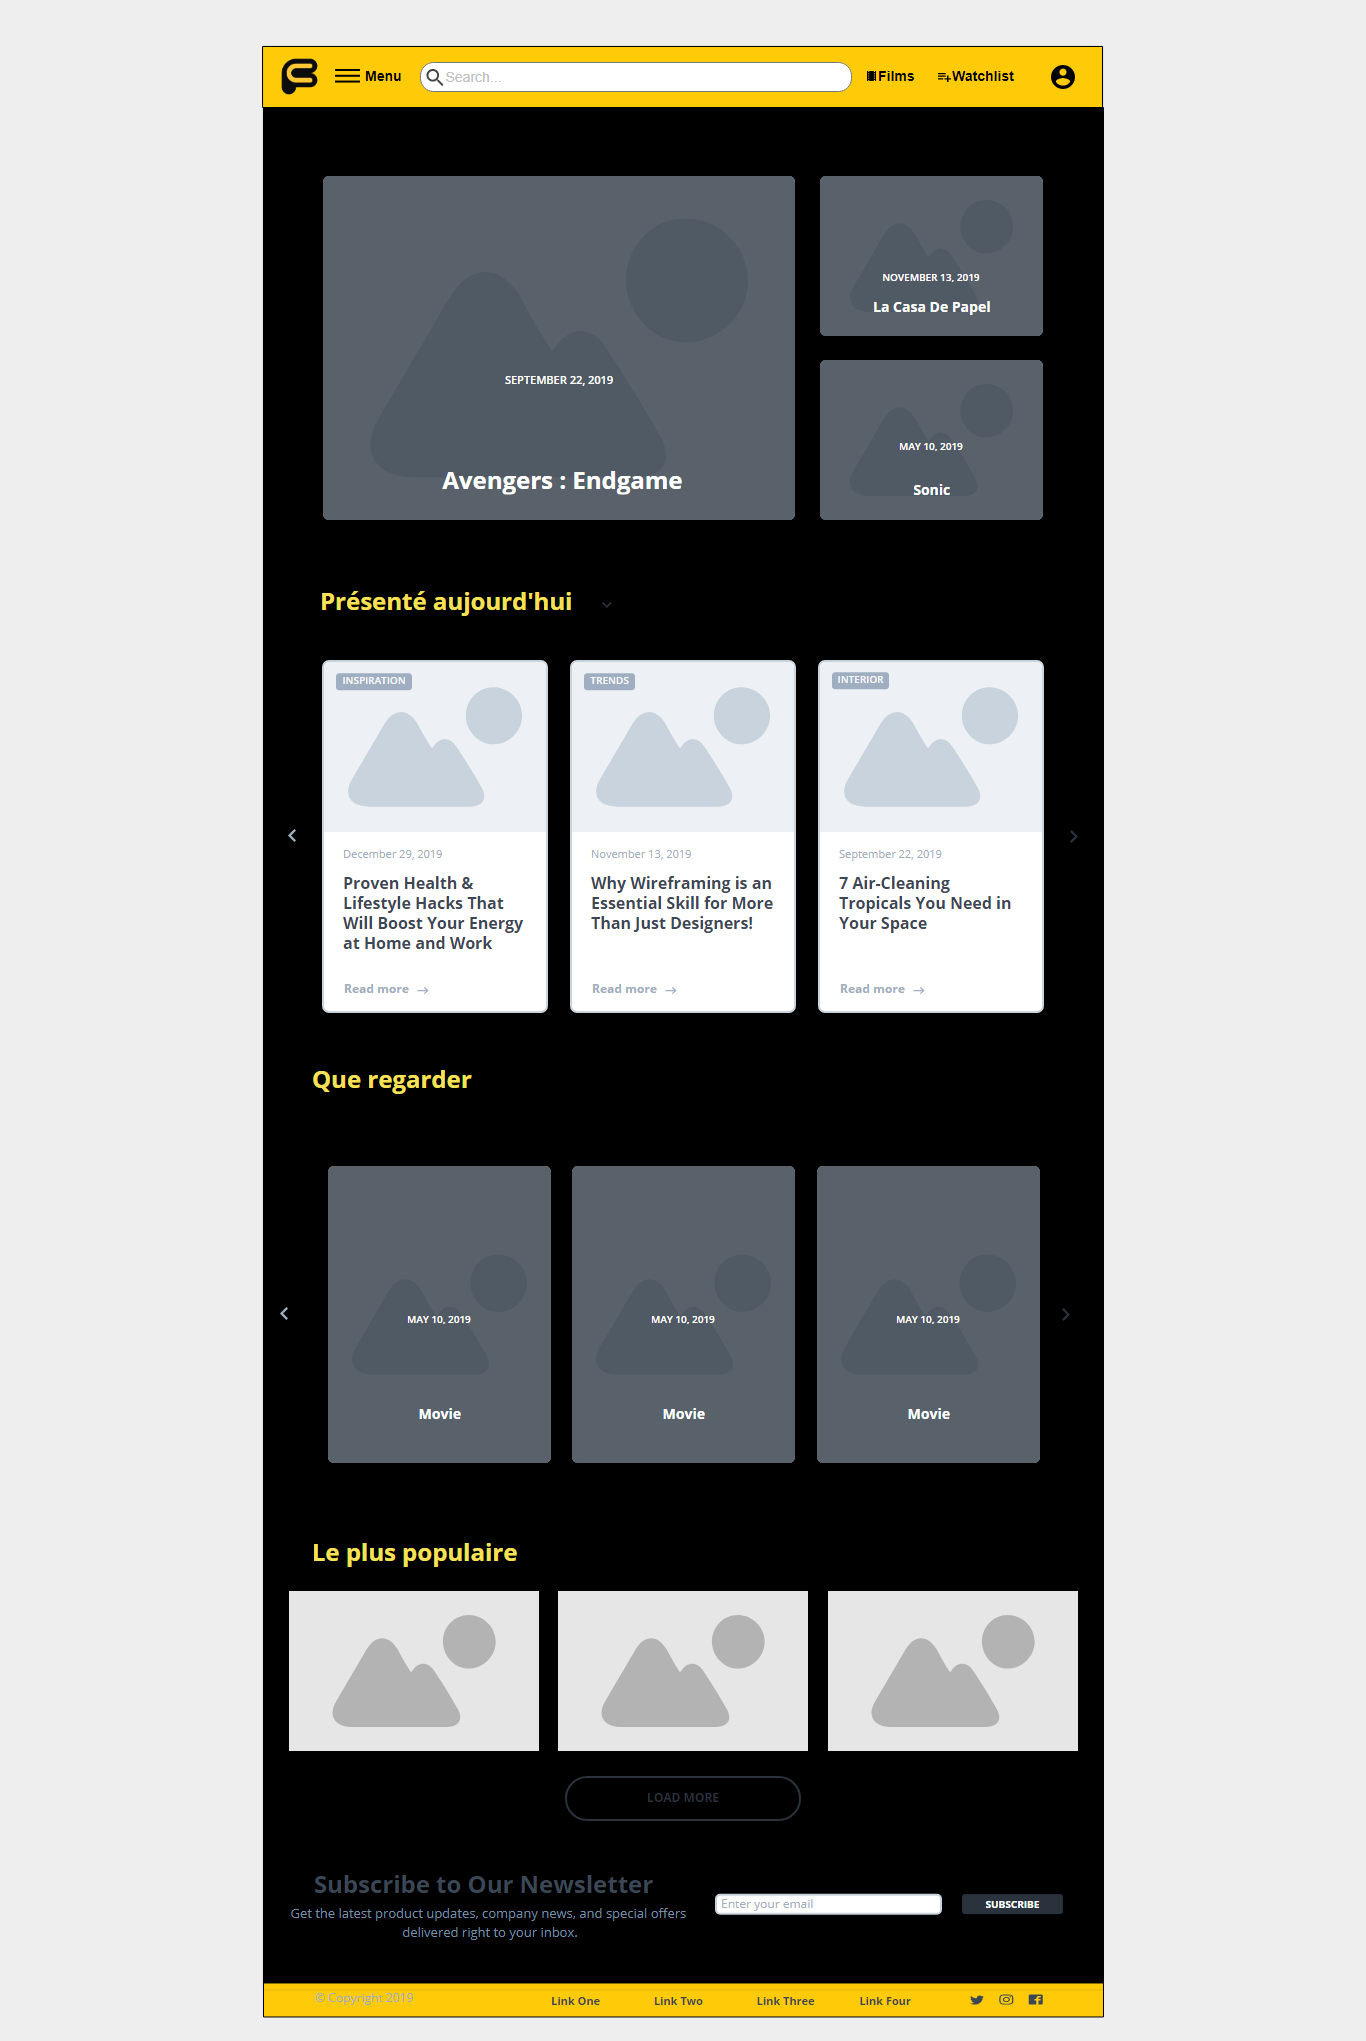 Menu
Search...
Films
Watchlist
SEPTEMBER 22, 2019
Avengers : Endgame
NOVEMBER 13, 2019
La Casa De Papel
MAY 10, 2019
Sonic
Présenté aujourd'hui
INSPIRATION
December 29, 2019
Proven Health &
Lifestyle Hacks That
Will Boost Your Energy
at Home and Work
Read more →
TRENDS
November 13, 2019
Why Wireframing is an
Essential Skill for More
Than Just Designers!
Read more →
INTERIOR
September 22, 2019
7 Air-Cleaning
Tropicals You Need in
Your Space
Read more →
Que regarder
MAY 10, 2019
Movie
MAY 10, 2019
Movie
MAY 10, 2019
Movie
Le plus populaire
LOAD MORE
Subscribe to Our Newsletter
Get the latest product updates, company news, and special offers
delivered right to your inbox.
Enter your email
SUBSCRIBE
© Copyright 2019
Link One
Link Two
Link Three
Link Four